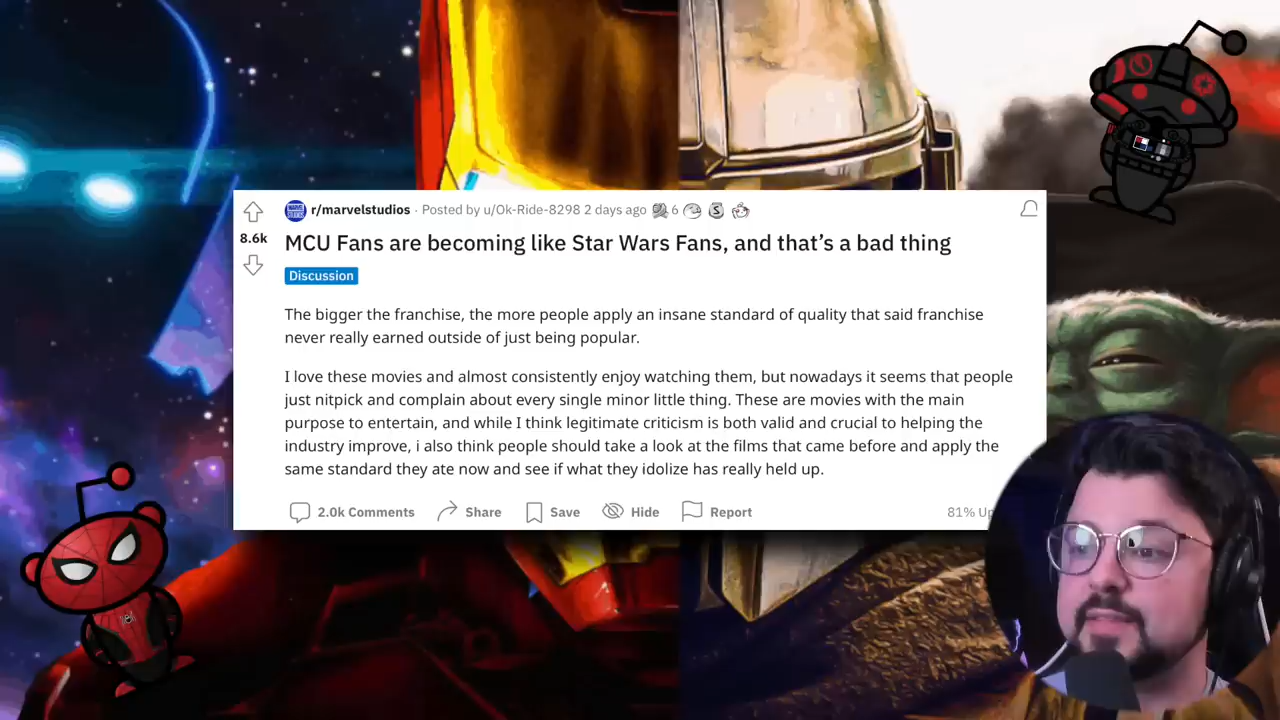 r/marvelstudios · Posted by u/Ok-Ride-8298 2 days ago 6
8.6k
MCU Fans are becoming like Star Wars Fans, and that’s a bad thing
Discussion
The bigger the franchise, the more people apply an insane standard of quality that said franchise
never really earned outside of just being popular.
I love these movies and almost consistently enjoy watching them, but nowadays it seems that people
just nitpick and complain about every single minor little thing. These are movies with the main
purpose to entertain, and while I think legitimate criticism is both valid and crucial to helping the
industry improve, i also think people should take a look at the films that came before and apply the
same standard they ate now and see if what they idolize has really held up.
2.0k Comments Share Save Hide Report 81%